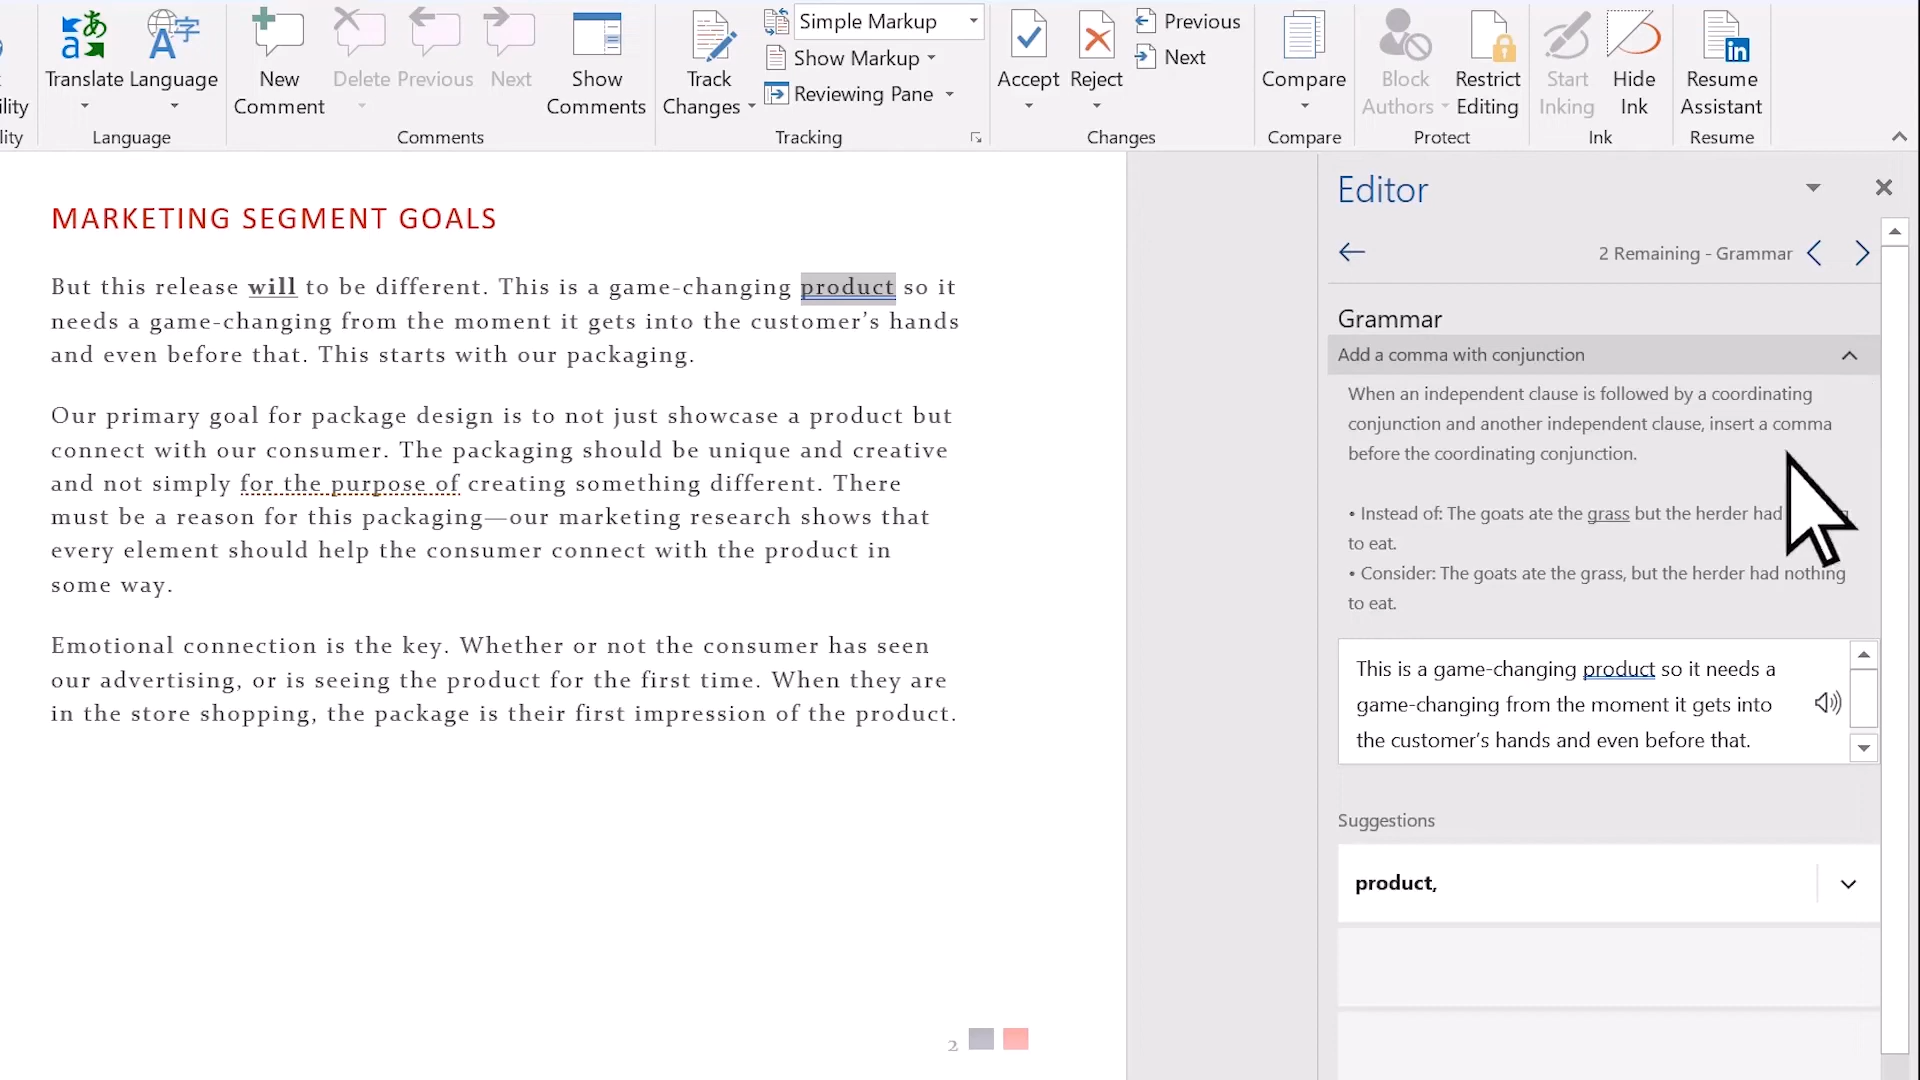 Simple Markup
Previous
Show Markup
Next
Translate Language
New
Comment
Delete Previous
Next
Show
Comments
Track
Changes
Reviewing Pane
Accept
Reject
Compare
Block
Authors
Restrict
Editing
Start
Inking
Hide
Ink
Resume
Assistant
ility
lity
Language
Comments
Tracking
Changes
Compare
Protect
Ink
Resume
MARKETING SEGMENT GOALS
But this release will to be different. This is a game-changing product so it
needs a game-changing from the moment it gets into the customer’s hands
and even before that. This starts with our packaging.
Our primary goal for package design is to not just showcase a product but
connect with our consumer. The packaging should be unique and creative
and not simply for the purpose of creating something different. There
must be a reason for this packaging—our marketing research shows that
every element should help the consumer connect with the product in
some way.
Emotional connection is the key. Whether or not the consumer has seen
our advertising, or is seeing the product for the first time. When they are
in the store shopping, the package is their first impression of the product.
2
Editor
2 Remaining - Grammar
Grammar
Add a comma with conjunction
When an independent clause is followed by a coordinating
conjunction and another independent clause, insert a comma
before the coordinating conjunction.
• Instead of: The goats ate the grass but the herder had
to eat.
• Consider: The goats ate the grass, but the herder had nothing
to eat.
This is a game-changing product so it needs a
game-changing from the moment it gets into
the customer’s hands and even before that.
Suggestions
product,